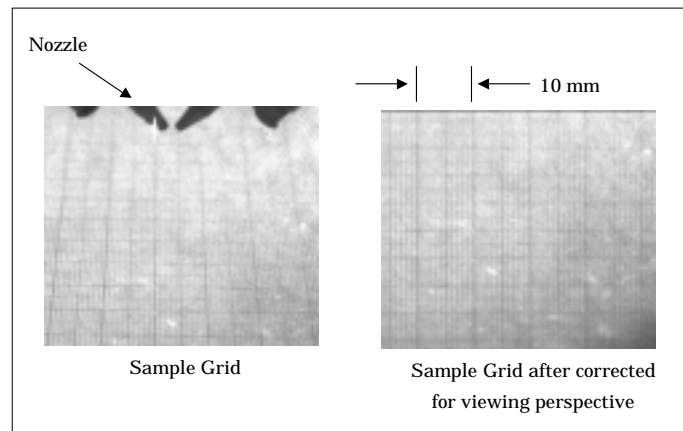 Nozzle
10 mm
Sample Grid
Sample Grid after corrected
for viewing perspective